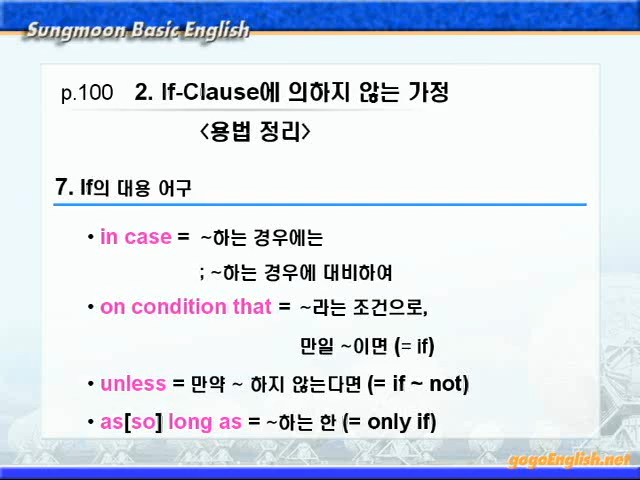 Sungmoon Basic English
p.100 2. If-Clause에 의하지 않는 가정
<용법 정리>
7. If의 대용 어구
• in case = ~하는 경우에는
; ~하는 경우에 대비하여
• on condition that = ~라는 조건으로,
만일 ~이면 (= if)
• unless = 만약 ~ 하지 않는다면 (= if ~ not)
• as[so] long as = ~하는 한 (= only if)
gogoEnglish.net